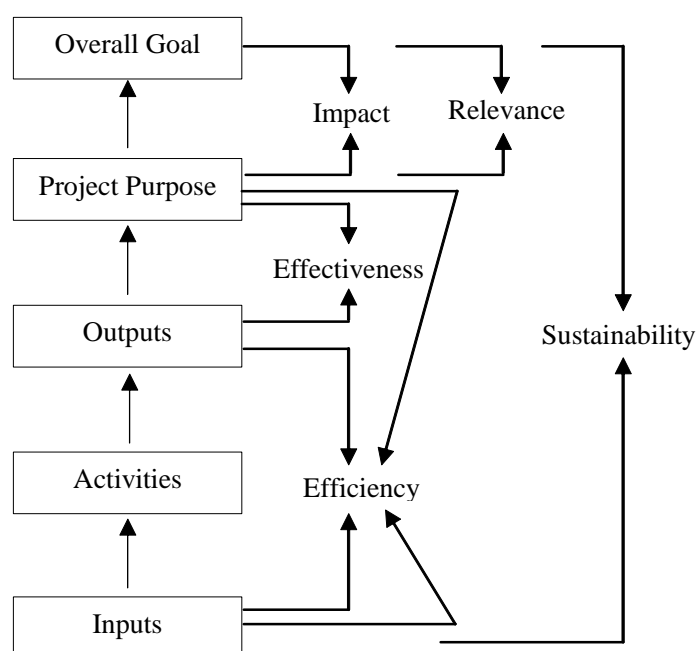 Overall Goal
Impact
Relevance
Project Purpose
Effectiveness
Outputs
Sustainability
Activities
Efficiency
Inputs